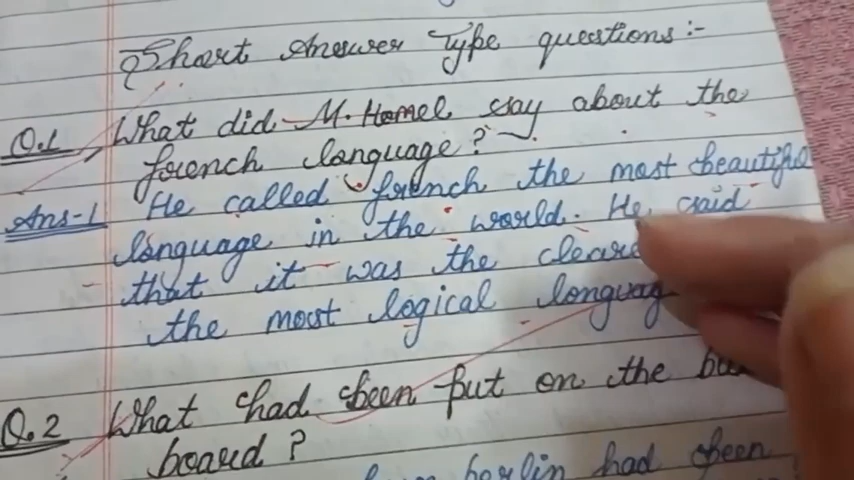 Short Answer Type questions:-
Q.1 What did M. Hamel say about the
french language?
Ans-1 He called french the most beautiful
language in the world. He said
that it was the
the most logical
Q.2 What had been put on the
board?
berlin had been